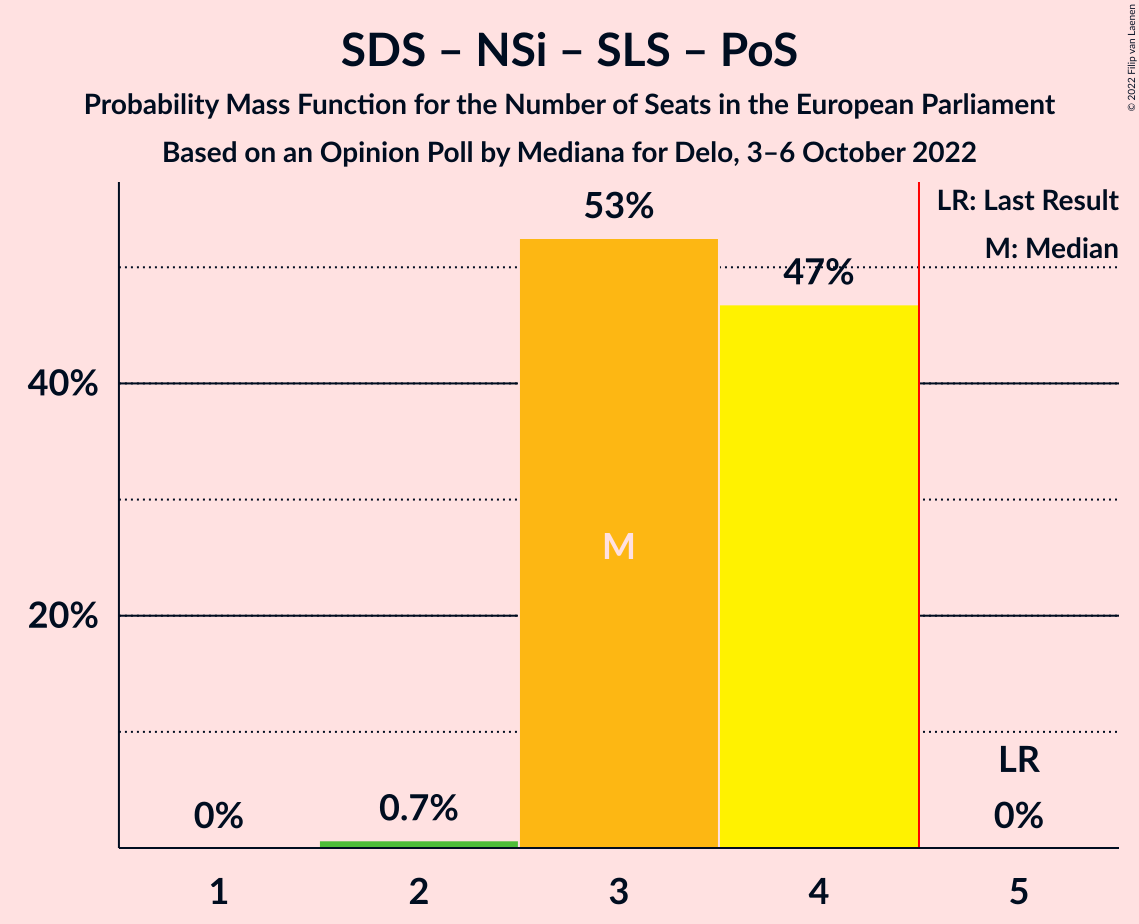 SDS – NSi – SLS – PoS
Probability Mass Function for the Number of Seats in the European Parliament
Based on an Opinion Poll by Mediana for Delo, 3–6 October 2022
© 2022 Filip van Laenen
LR: Last Result
M: Median
53%
47%
40%
M
20%
LR
0%
0.7%
0%
1
2
3
4
5